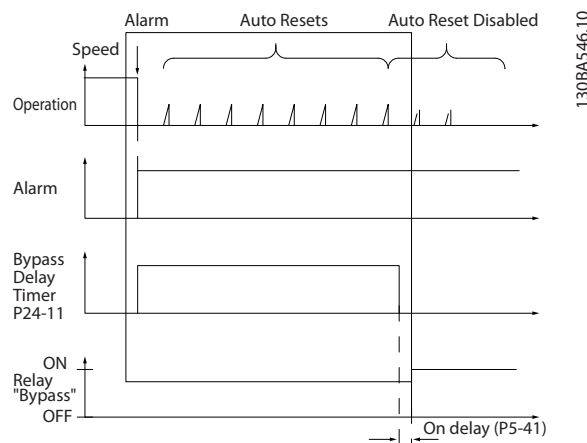 Alarm
Auto Resets
Auto Reset Disabled
130BA546.10
Speed
Operation
Alarm
Bypass
Delay
Timer
P24-11
ON
Relay
"Bypass"
OFF
On delay (P5-41)